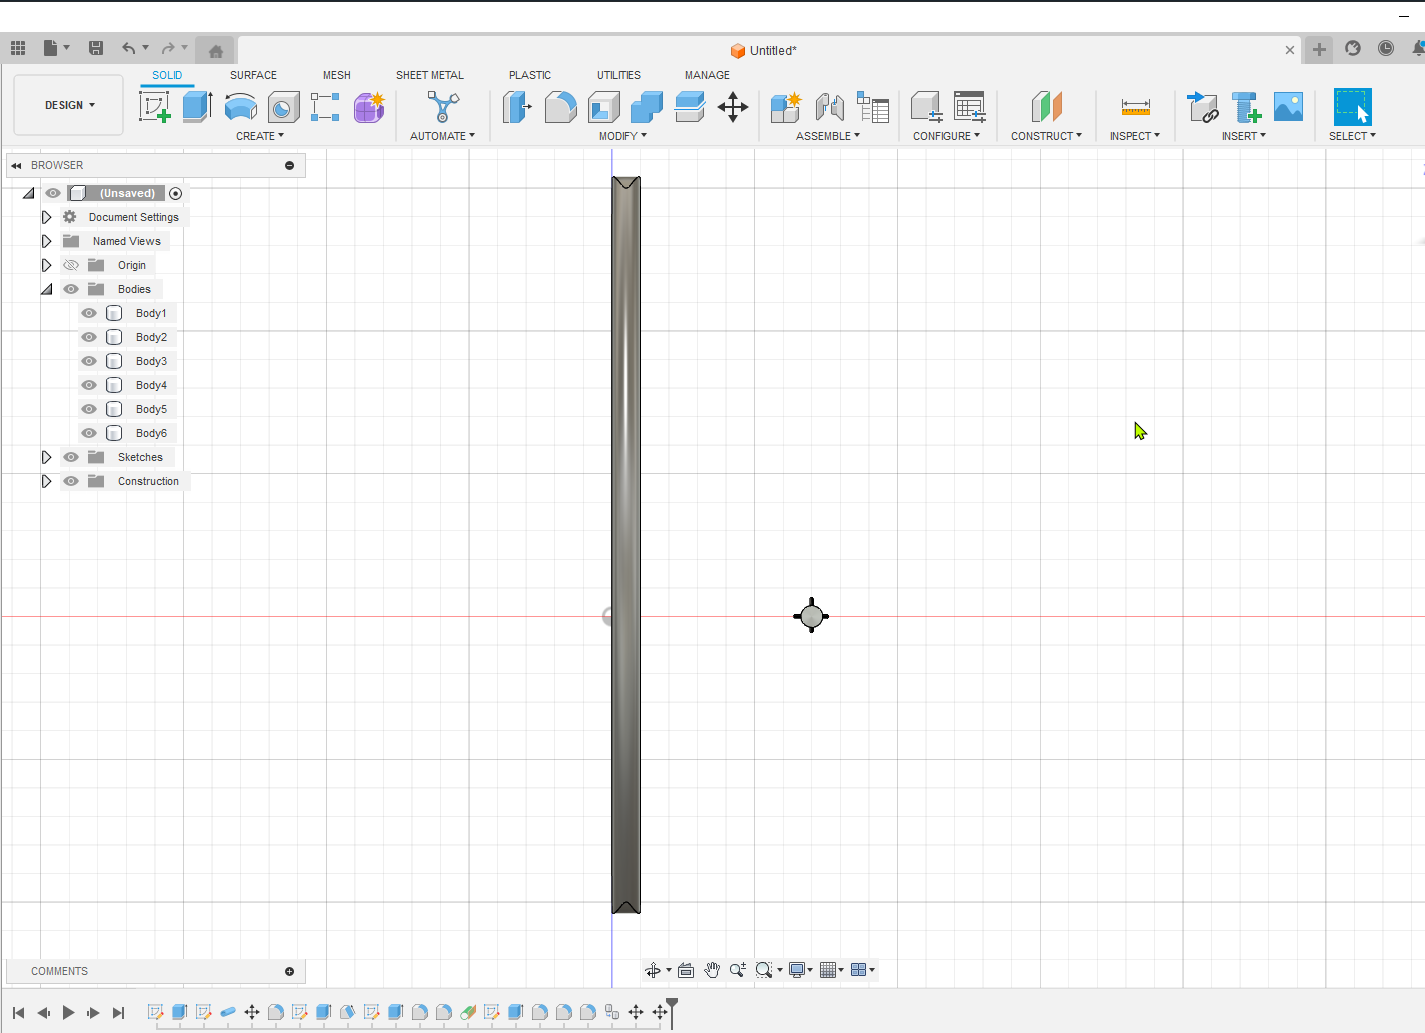 Untitled*
SOLID SURFACE MESH SHEET METAL PLASTIC UTILITIES MANAGE
DESIGN
CREATE AUTOMATE MODIFY ASSEMBLE CONFIGURE CONSTRUCT INSPECT INSERT SELECT
BROWSER
(Unsaved)
Document Settings
Named Views
Origin
Bodies
Body1
Body2
Body3
Body4
Body5
Body6
Sketches
Construction
COMMENTS